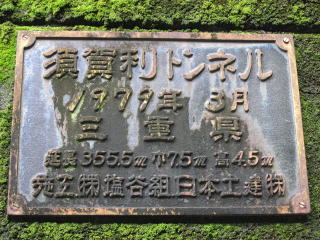 須賀利トンネル
1979年 3月
三重県
延長355.5m 巾7.5m 高4.5m
施工(株)塩谷組日本工建(株)